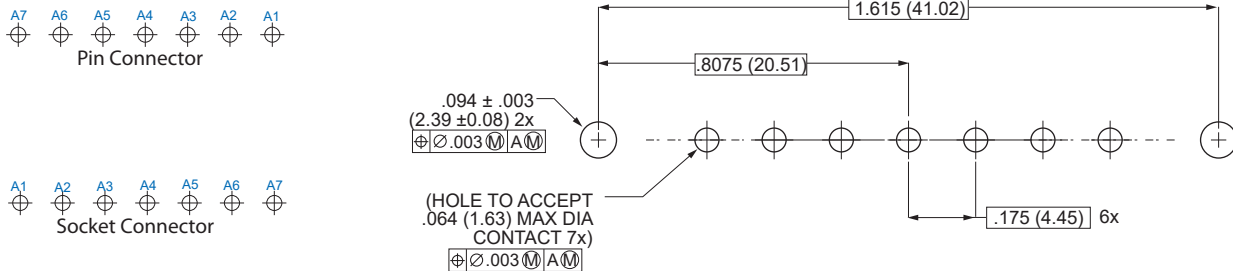 A7 A6 A5 A4 A3 A2 A1
Pin Connector
A1 A2 A3 A4 A5 A6 A7
Socket Connector
1.615 (41.02)
.8075 (20.51)
.094 ± .003
(2.39 ±0.08) 2x
⌖ ∅.003 Ⓜ A Ⓜ
(HOLE TO ACCEPT
.064 (1.63) MAX DIA
CONTACT 7x)
⌖ ∅.003 Ⓜ A Ⓜ
.175 (4.45) 6x